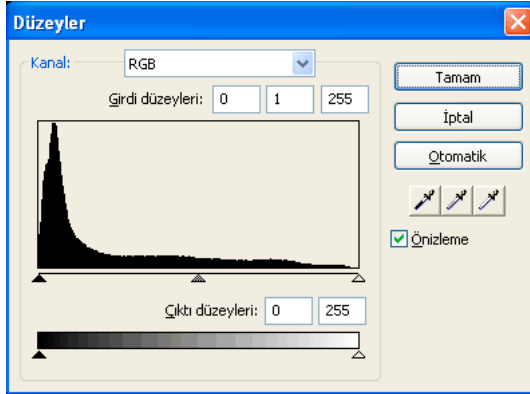 Düzeyler
Kanal: RGB
Girdi düzeyleri: 0 1 255
Çıktı düzeyleri: 0 255
Tamam
İptal
Otomatik
Önizleme